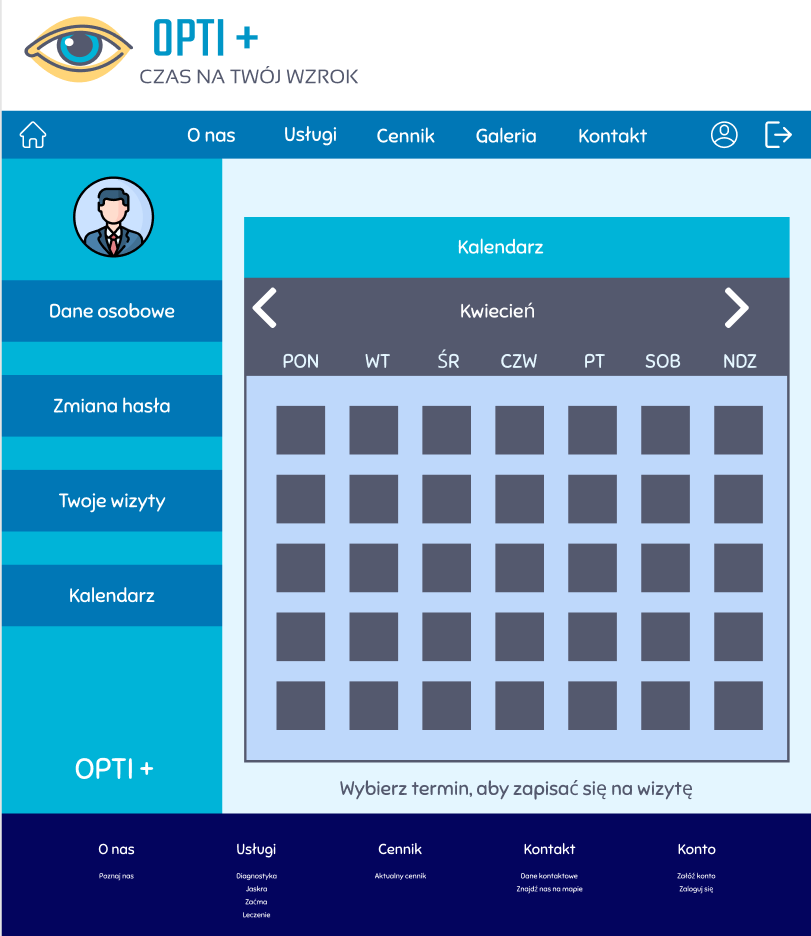 OPTI +
CZAS NA TWÓJ WZROK
O nas Usługi Cennik Galeria Kontakt
Dane osobowe
Zmiana hasła
Twoje wizyty
Kalendarz
OPTI +
Kalendarz
Kwiecień
PON WT ŚR CZW PT SOB NDZ
Wybierz termin, aby zapisać się na wizytę
O nas
Poznaj nas
Usługi
Diagnostyka
Jaskra
Zaćma
Leczenie
Cennik
Aktualny cennik
Kontakt
Dane kontaktowe
Znajdź nas na mapie
Konto
Załóż konto
Zaloguj się